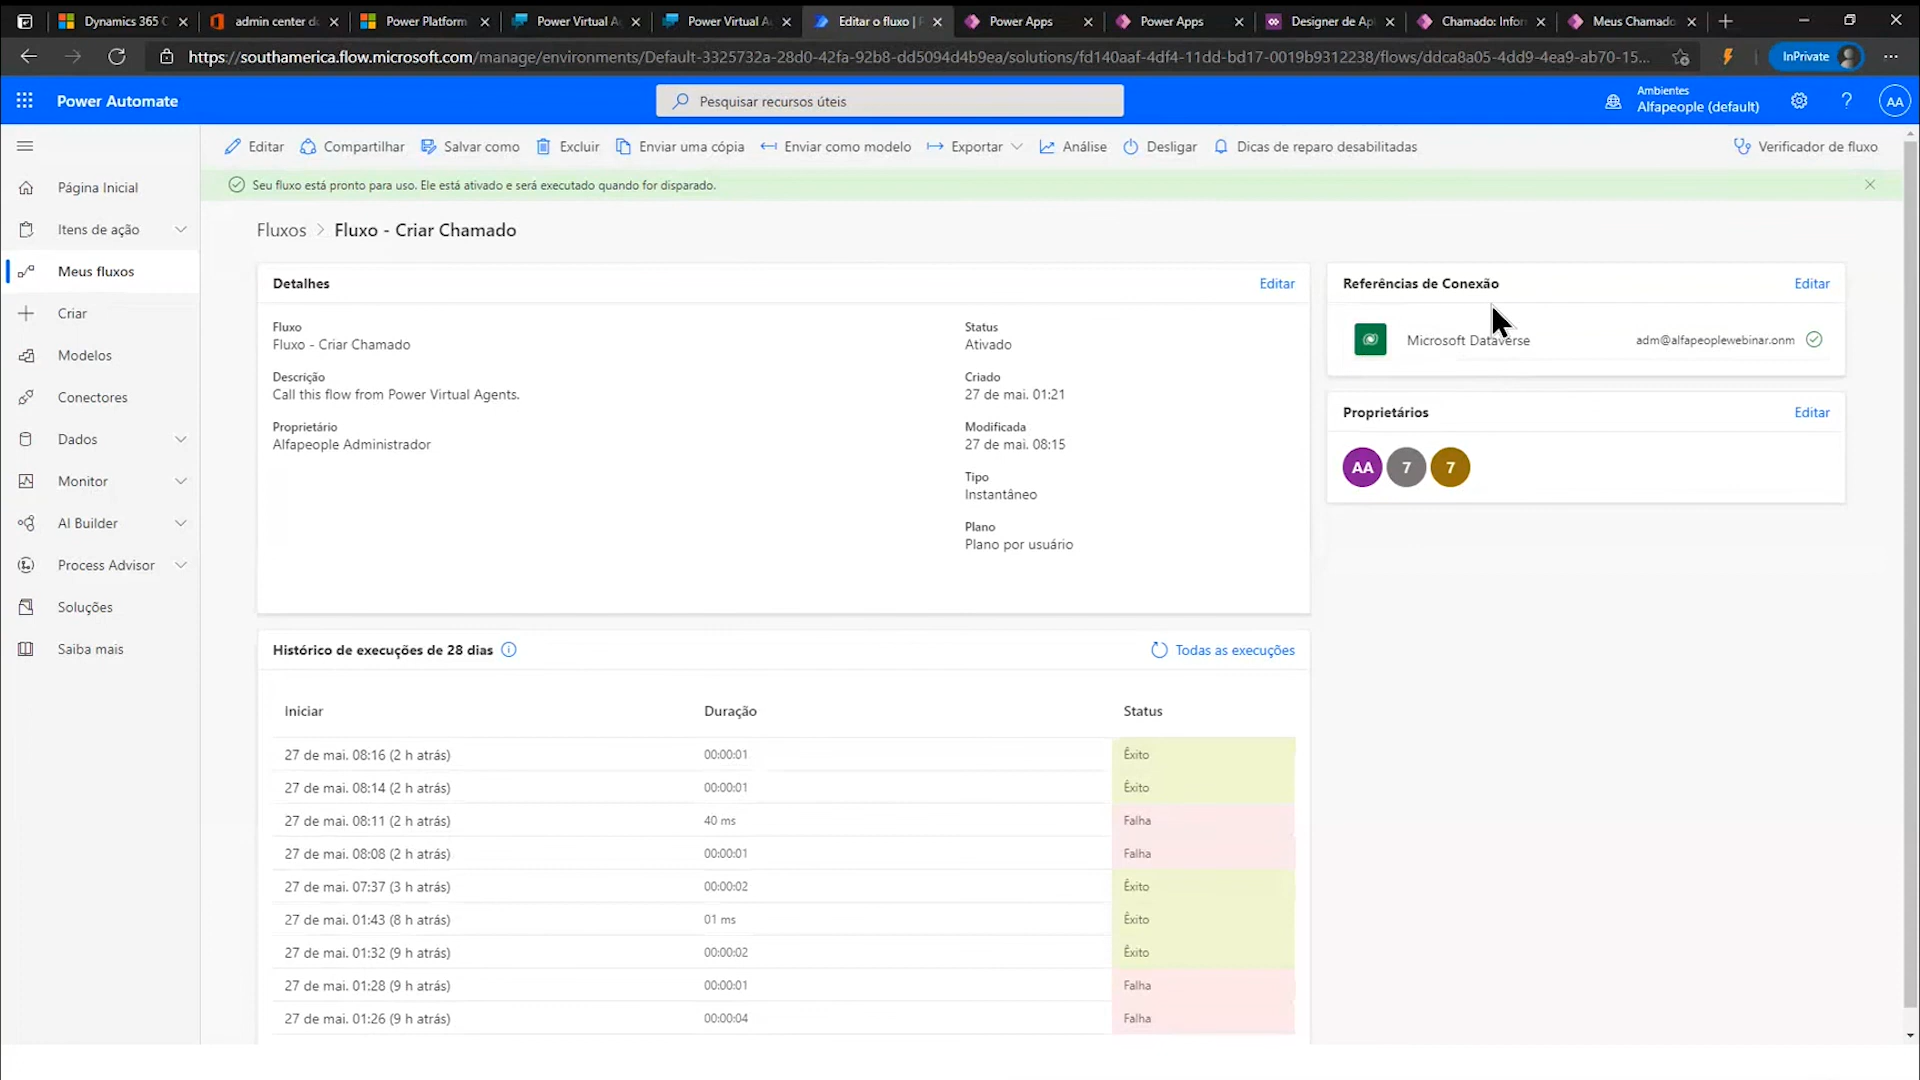 Dynamics 365 C
admin center d
Power Platform
Power Virtual A
Power Virtual A
Editar o fluxo | P
Power Apps
Power Apps
Designer de Apl
Chamado: Infor
Meus Chamado
https://southamerica.flow.microsoft.com/manage/environments/Default-3325732a-28d0-42fa-92b8-dd5094d4b9ea/solutions/fd140aaf-4df4-11dd-bd17-0019b9312238/flows/ddca8a05-4dd9-4ea9-ab70-15...
InPrivate
Power Automate
Pesquisar recursos úteis
Ambientes
Alfapeople (default)
?
AA
Editar
Compartilhar
Salvar como
Excluir
Enviar uma cópia
Enviar como modelo
Exportar
Análise
Desligar
Dicas de reparo desabilitadas
Verificador de fluxo
Seu fluxo está pronto para uso. Ele está ativado e será executado quando for disparado.
Página Inicial
Itens de ação
Meus fluxos
Criar
Modelos
Conectores
Dados
Monitor
AI Builder
Process Advisor
Soluções
Saiba mais
Fluxos > Fluxo - Criar Chamado
Detalhes
Editar
Fluxo
Fluxo - Criar Chamado
Descrição
Call this flow from Power Virtual Agents.
Proprietário
Alfapeople Administrador
Status
Ativado
Criado
27 de mai. 01:21
Modificada
27 de mai. 08:15
Tipo
Instantâneo
Plano
Plano por usuário
Referências de Conexão
Editar
Microsoft Dataverse
adm@alfapeoplewebinar.onm
Proprietários
Editar
AA 7 7
Histórico de execuções de 28 dias
Todas as execuções
Iniciar Duração Status
27 de mai. 08:16 (2 h atrás) 00:00:01 Êxito
27 de mai. 08:14 (2 h atrás) 00:00:01 Êxito
27 de mai. 08:11 (2 h atrás) 40 ms Falha
27 de mai. 08:08 (2 h atrás) 00:00:01 Falha
27 de mai. 07:37 (3 h atrás) 00:00:02 Êxito
27 de mai. 01:43 (8 h atrás) 01 ms Êxito
27 de mai. 01:32 (9 h atrás) 00:00:02 Êxito
27 de mai. 01:28 (9 h atrás) 00:00:01 Falha
27 de mai. 01:26 (9 h atrás) 00:00:04 Falha